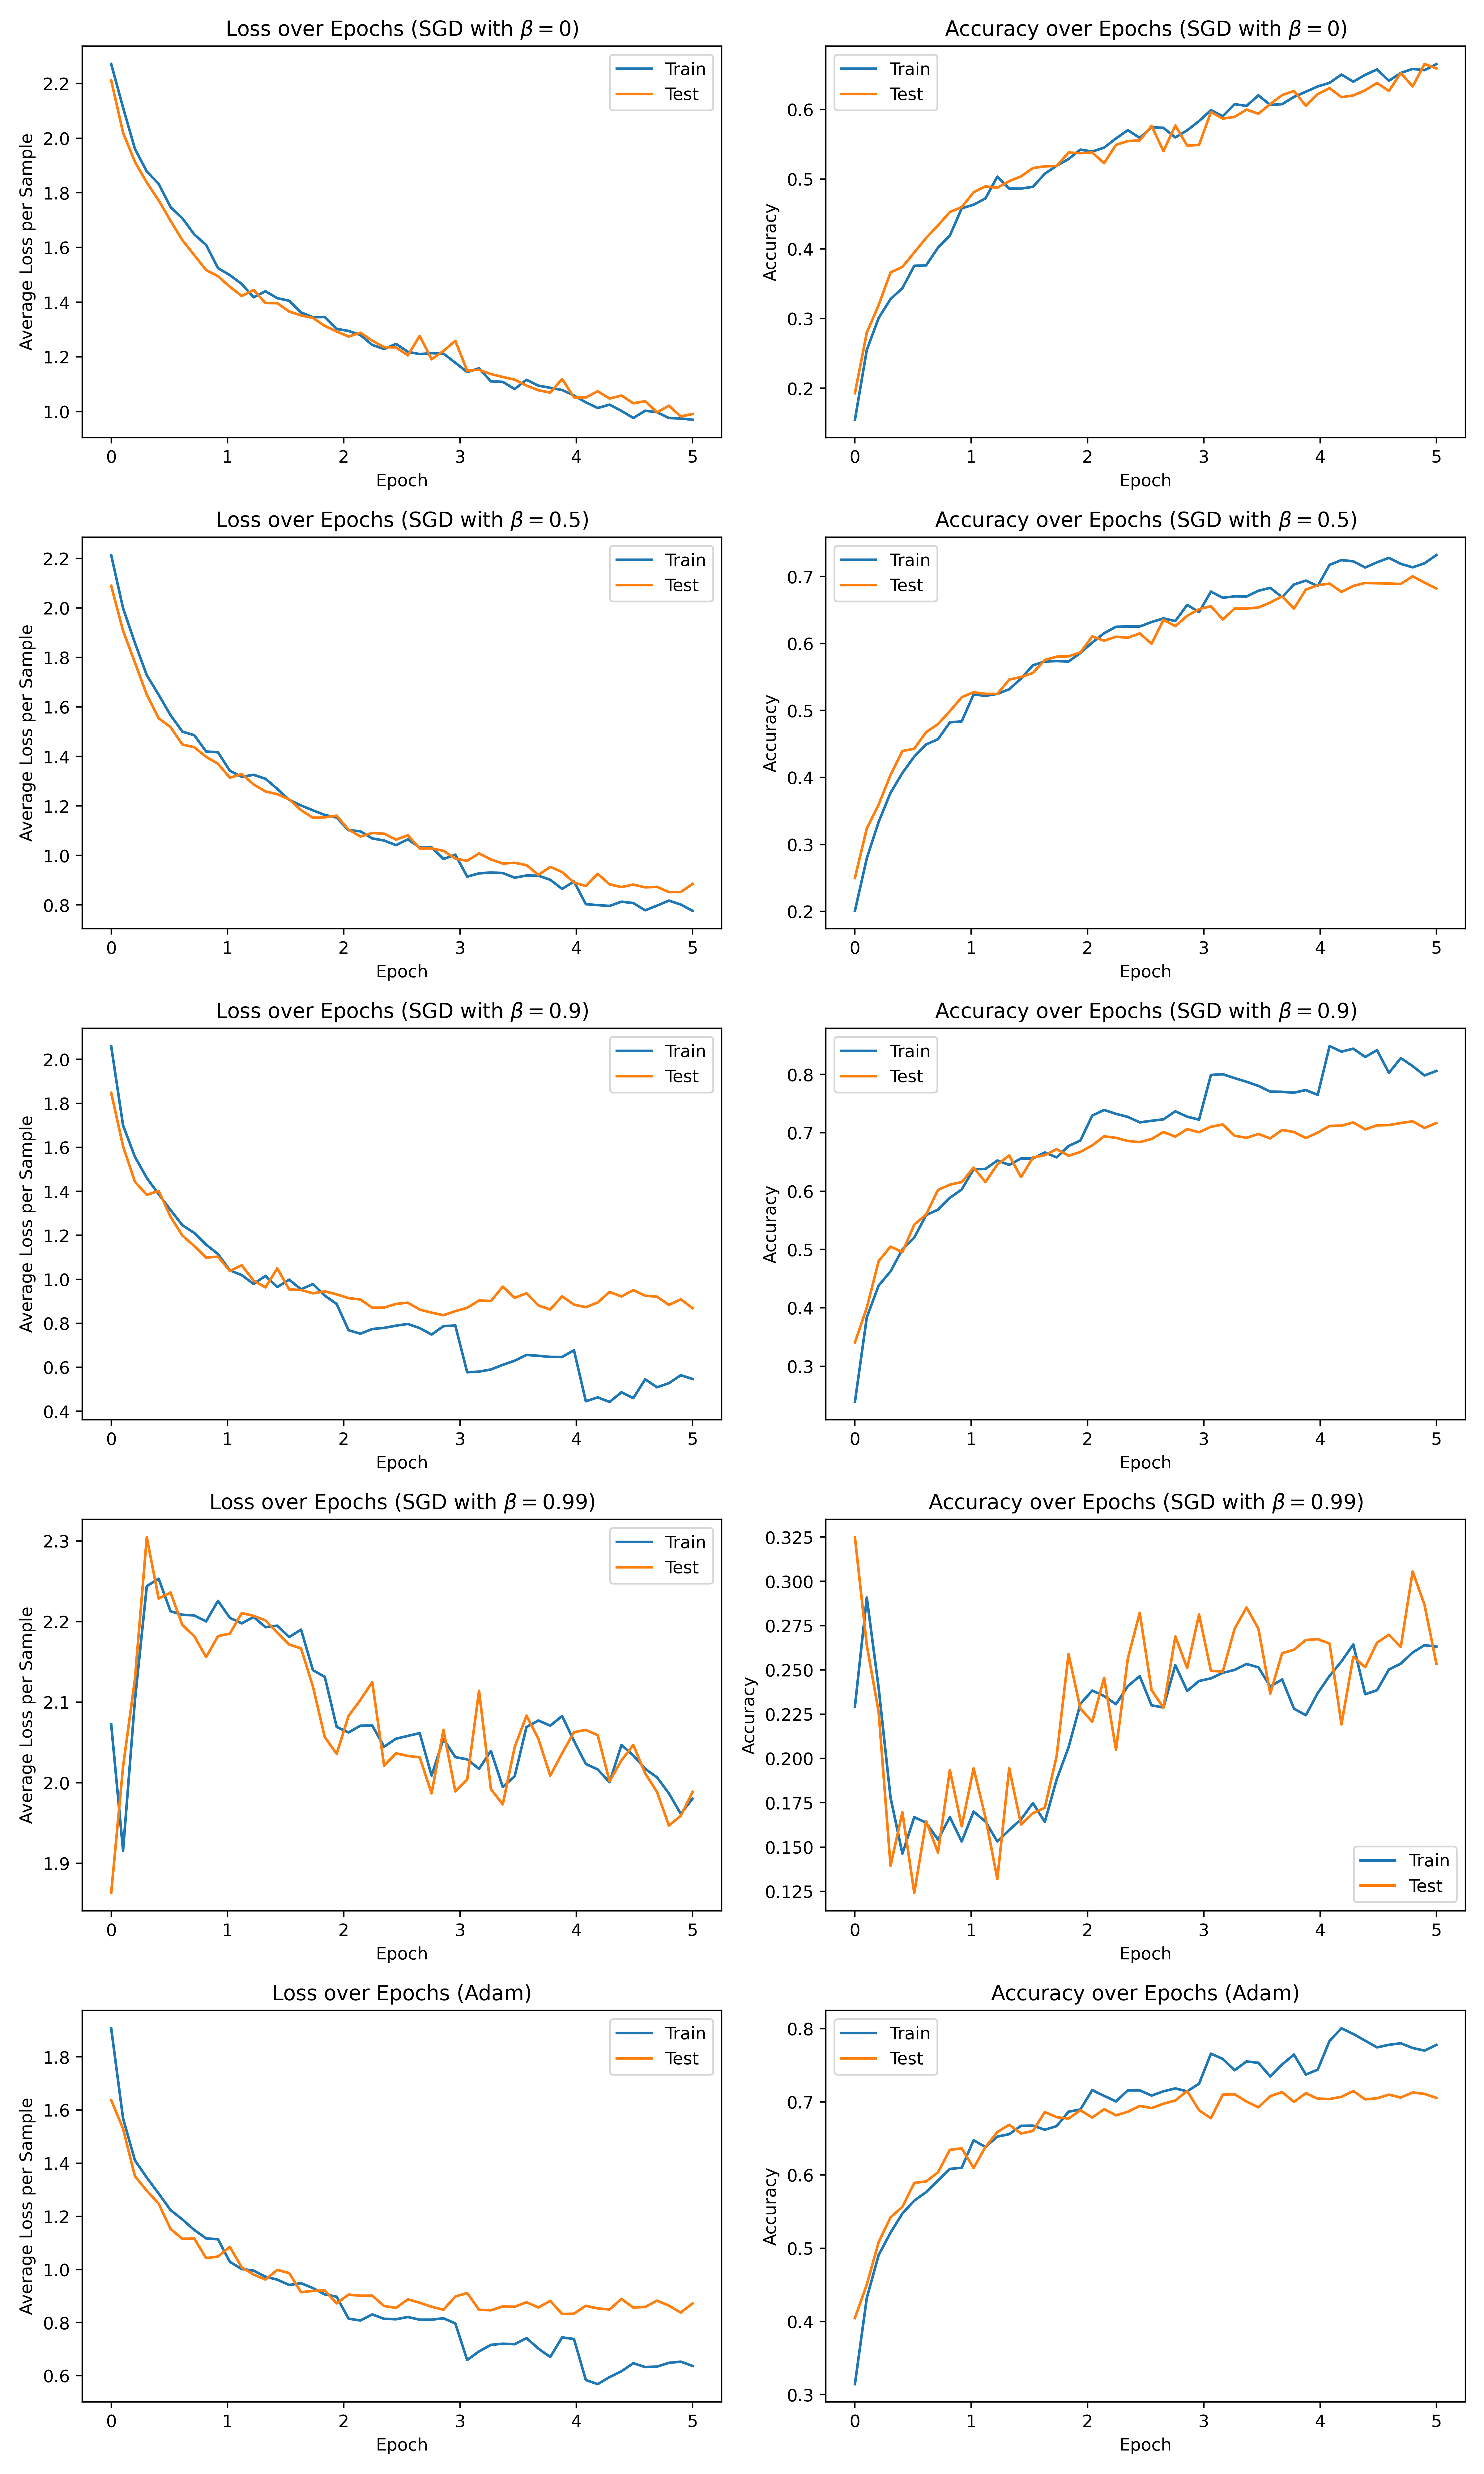 Loss over Epochs (SGD with β = 0)
Average Loss per Sample
2.2
2.0
1.8
1.6
1.4
1.2
1.0
Train
Test
0 1 2 3 4 5
Epoch
Accuracy over Epochs (SGD with β = 0)
Accuracy
0.6
0.5
0.4
0.3
0.2
Train
Test
0 1 2 3 4 5
Epoch
Loss over Epochs (SGD with β = 0.5)
Average Loss per Sample
2.2
2.0
1.8
1.6
1.4
1.2
1.0
0.8
Train
Test
0 1 2 3 4 5
Epoch
Accuracy over Epochs (SGD with β = 0.5)
Accuracy
0.7
0.6
0.5
0.4
0.3
0.2
Train
Test
0 1 2 3 4 5
Epoch
Loss over Epochs (SGD with β = 0.9)
Average Loss per Sample
2.0
1.8
1.6
1.4
1.2
1.0
0.8
0.6
0.4
Train
Test
0 1 2 3 4 5
Epoch
Accuracy over Epochs (SGD with β = 0.9)
Accuracy
0.8
0.7
0.6
0.5
0.4
0.3
Train
Test
0 1 2 3 4 5
Epoch
Loss over Epochs (SGD with β = 0.99)
Average Loss per Sample
2.3
2.2
2.1
2.0
1.9
Train
Test
0 1 2 3 4 5
Epoch
Accuracy over Epochs (SGD with β = 0.99)
Accuracy
0.325
0.300
0.275
0.250
0.225
0.200
0.175
0.150
0.125
Train
Test
0 1 2 3 4 5
Epoch
Loss over Epochs (Adam)
Average Loss per Sample
1.8
1.6
1.4
1.2
1.0
0.8
0.6
Train
Test
0 1 2 3 4 5
Epoch
Accuracy over Epochs (Adam)
Accuracy
0.8
0.7
0.6
0.5
0.4
0.3
Train
Test
0 1 2 3 4 5
Epoch